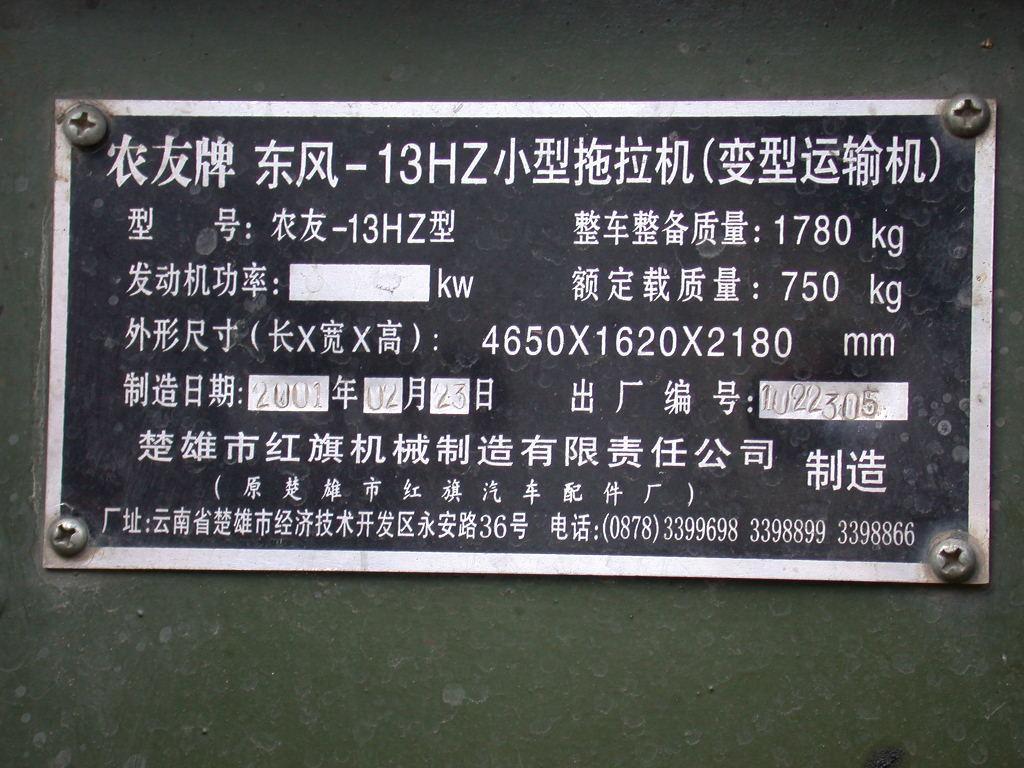 农友牌 东风-13HZ小型拖拉机(变型运输机)
型 号:农友-13HZ型 整车整备质量:1780 kg
发动机功率: kw 额定载质量:750 kg
外形尺寸(长X宽X高): 4650X1620X2180 mm
制造日期:2001年02月23日 出厂编号:1022305
楚雄市红旗机械制造有限责任公司 制造
(原楚雄市红旗汽车配件厂)
厂址:云南省楚雄市经济技术开发区永安路36号 电话:(0878)3399698 3398899 3398866